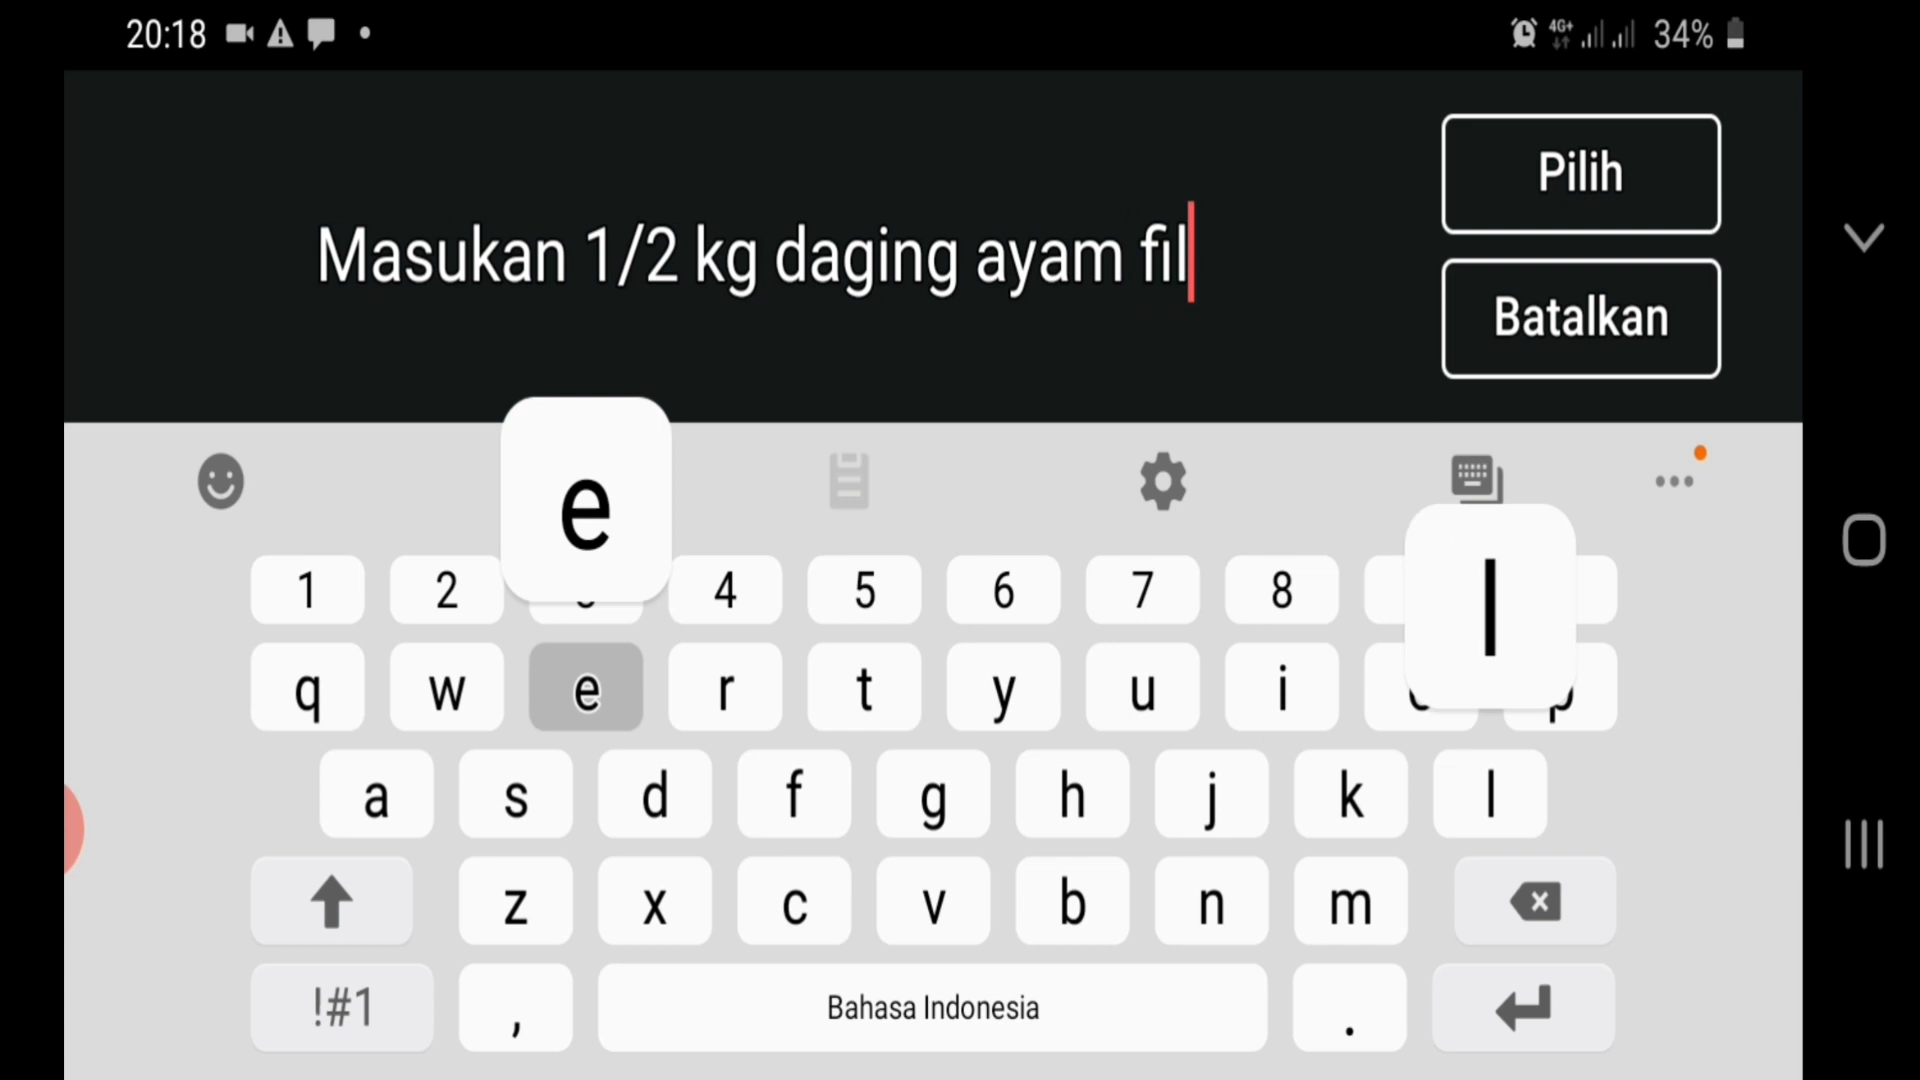 20:18 4G+ 34%
Masukan 1/2 kg daging ayam fil
Pilih
Batalkan
e
l
1 2 4 5 6 7 8
q w e r t y u i p
a s d f g h j k l
z x c v b n m
!#1 , Bahasa Indonesia .